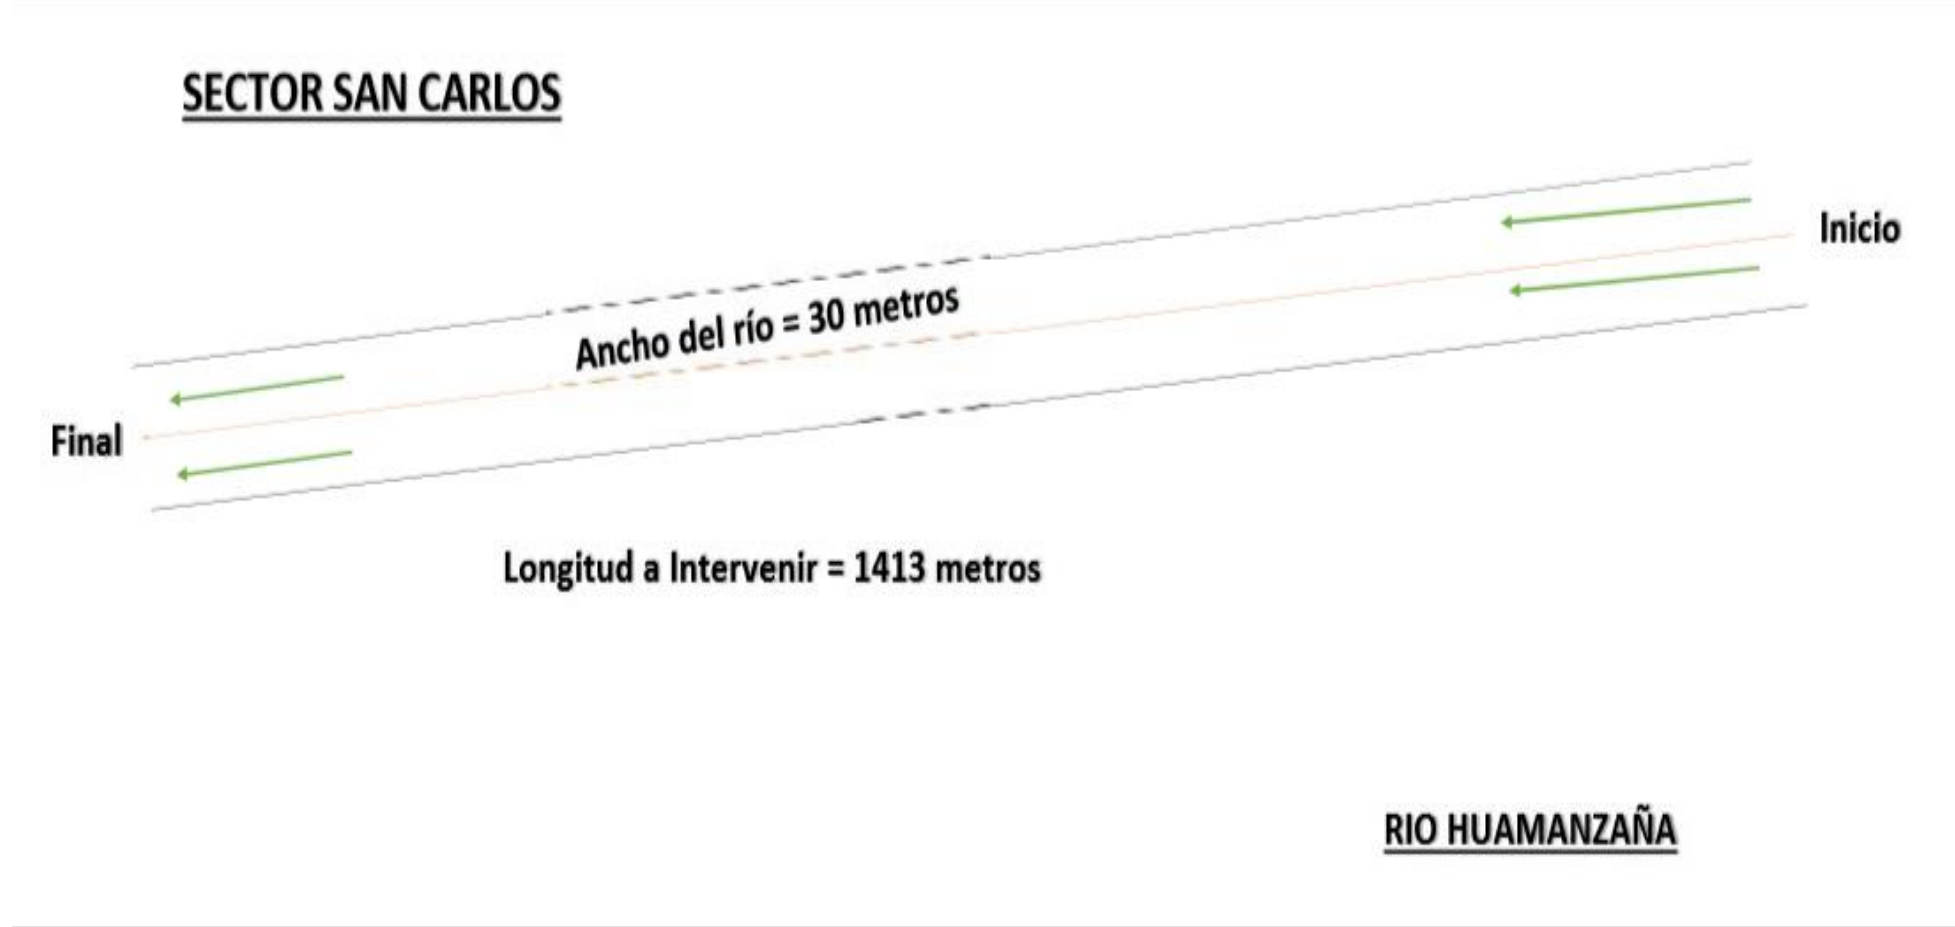 SECTOR SAN CARLOS
Inicio
Ancho del río = 30 metros
Final
Longitud a Intervenir = 1413 metros
RIO HUAMANZAÑA